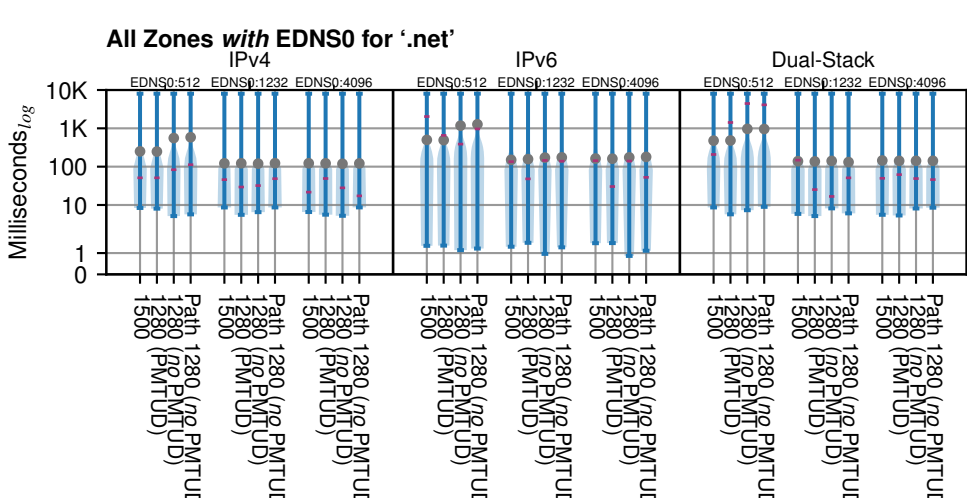 All Zones with EDNS0 for ‘.net’
IPv4
IPv6
Dual-Stack
EDNS0:512
EDNS0:1232
EDNS0:4096
EDNS0:512
EDNS0:1232
EDNS0:4096
EDNS0:512
EDNS0:1232
EDNS0:4096
Milliseconds log
10K
1K
100
10
1
0
1500
1280 (PMTUD)
1280 (no PMTUD)
Path 1280 (no PMTUD
1500
1280 (PMTUD)
1280 (no PMTUD)
Path 1280 (no PMTUD
1500
1280 (PMTUD)
1280 (no PMTUD)
Path 1280 (no PMTUD
1500
1280 (PMTUD)
1280 (no PMTUD)
Path 1280 (no PMTUD
1500
1280 (PMTUD)
1280 (no PMTUD)
Path 1280 (no PMTUD
1500
1280 (PMTUD)
1280 (no PMTUD)
Path 1280 (no PMTUD
1500
1280 (PMTUD)
1280 (no PMTUD)
Path 1280 (no PMTUD
1500
1280 (PMTUD)
1280 (no PMTUD)
Path 1280 (no PMTUD
1500
1280 (PMTUD)
1280 (no PMTUD)
Path 1280 (no PMTUD